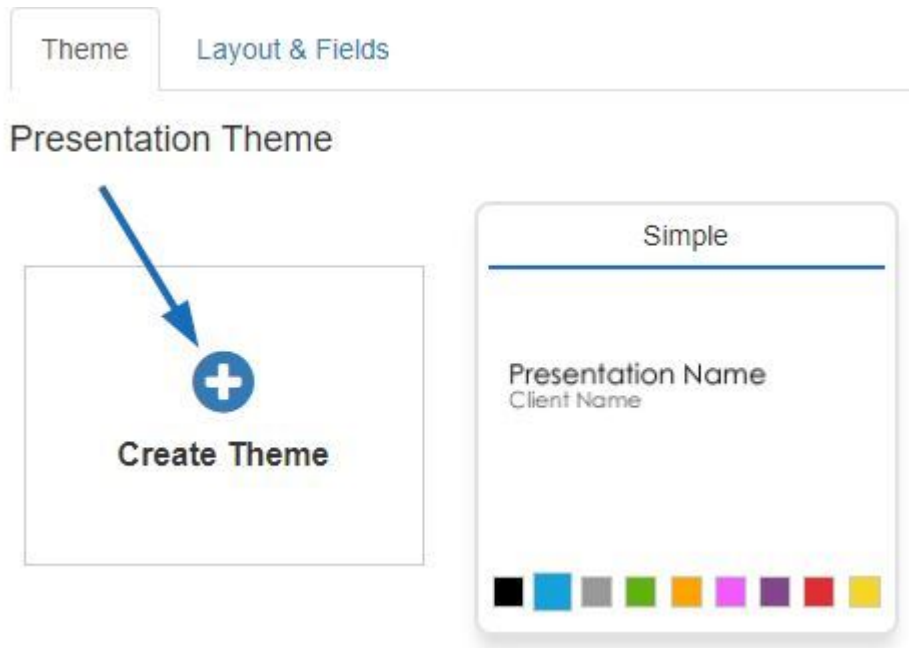 Theme
Layout & Fields
Presentation Theme
Create Theme
Simple
Presentation Name
Client Name